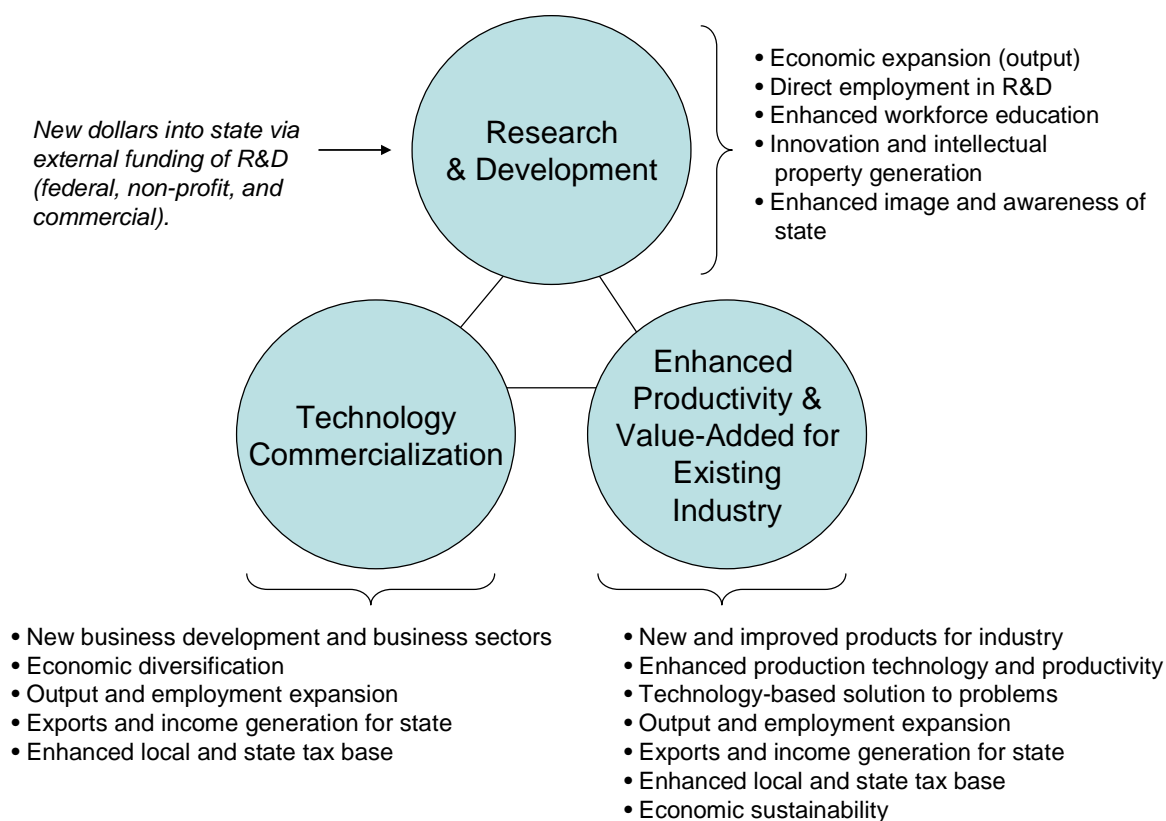 New dollars into state via
external funding of R&D
(federal, non-profit, and
commercial).
Research
& Development
• Economic expansion (output)
• Direct employment in R&D
• Enhanced workforce education
• Innovation and intellectual
property generation
• Enhanced image and awareness of
state
Technology
Commercialization
Enhanced
Productivity &
Value-Added for
Existing
Industry
• New business development and business sectors
• Economic diversification
• Output and employment expansion
• Exports and income generation for state
• Enhanced local and state tax base
• New and improved products for industry
• Enhanced production technology and productivity
• Technology-based solution to problems
• Output and employment expansion
• Exports and income generation for state
• Enhanced local and state tax base
• Economic sustainability